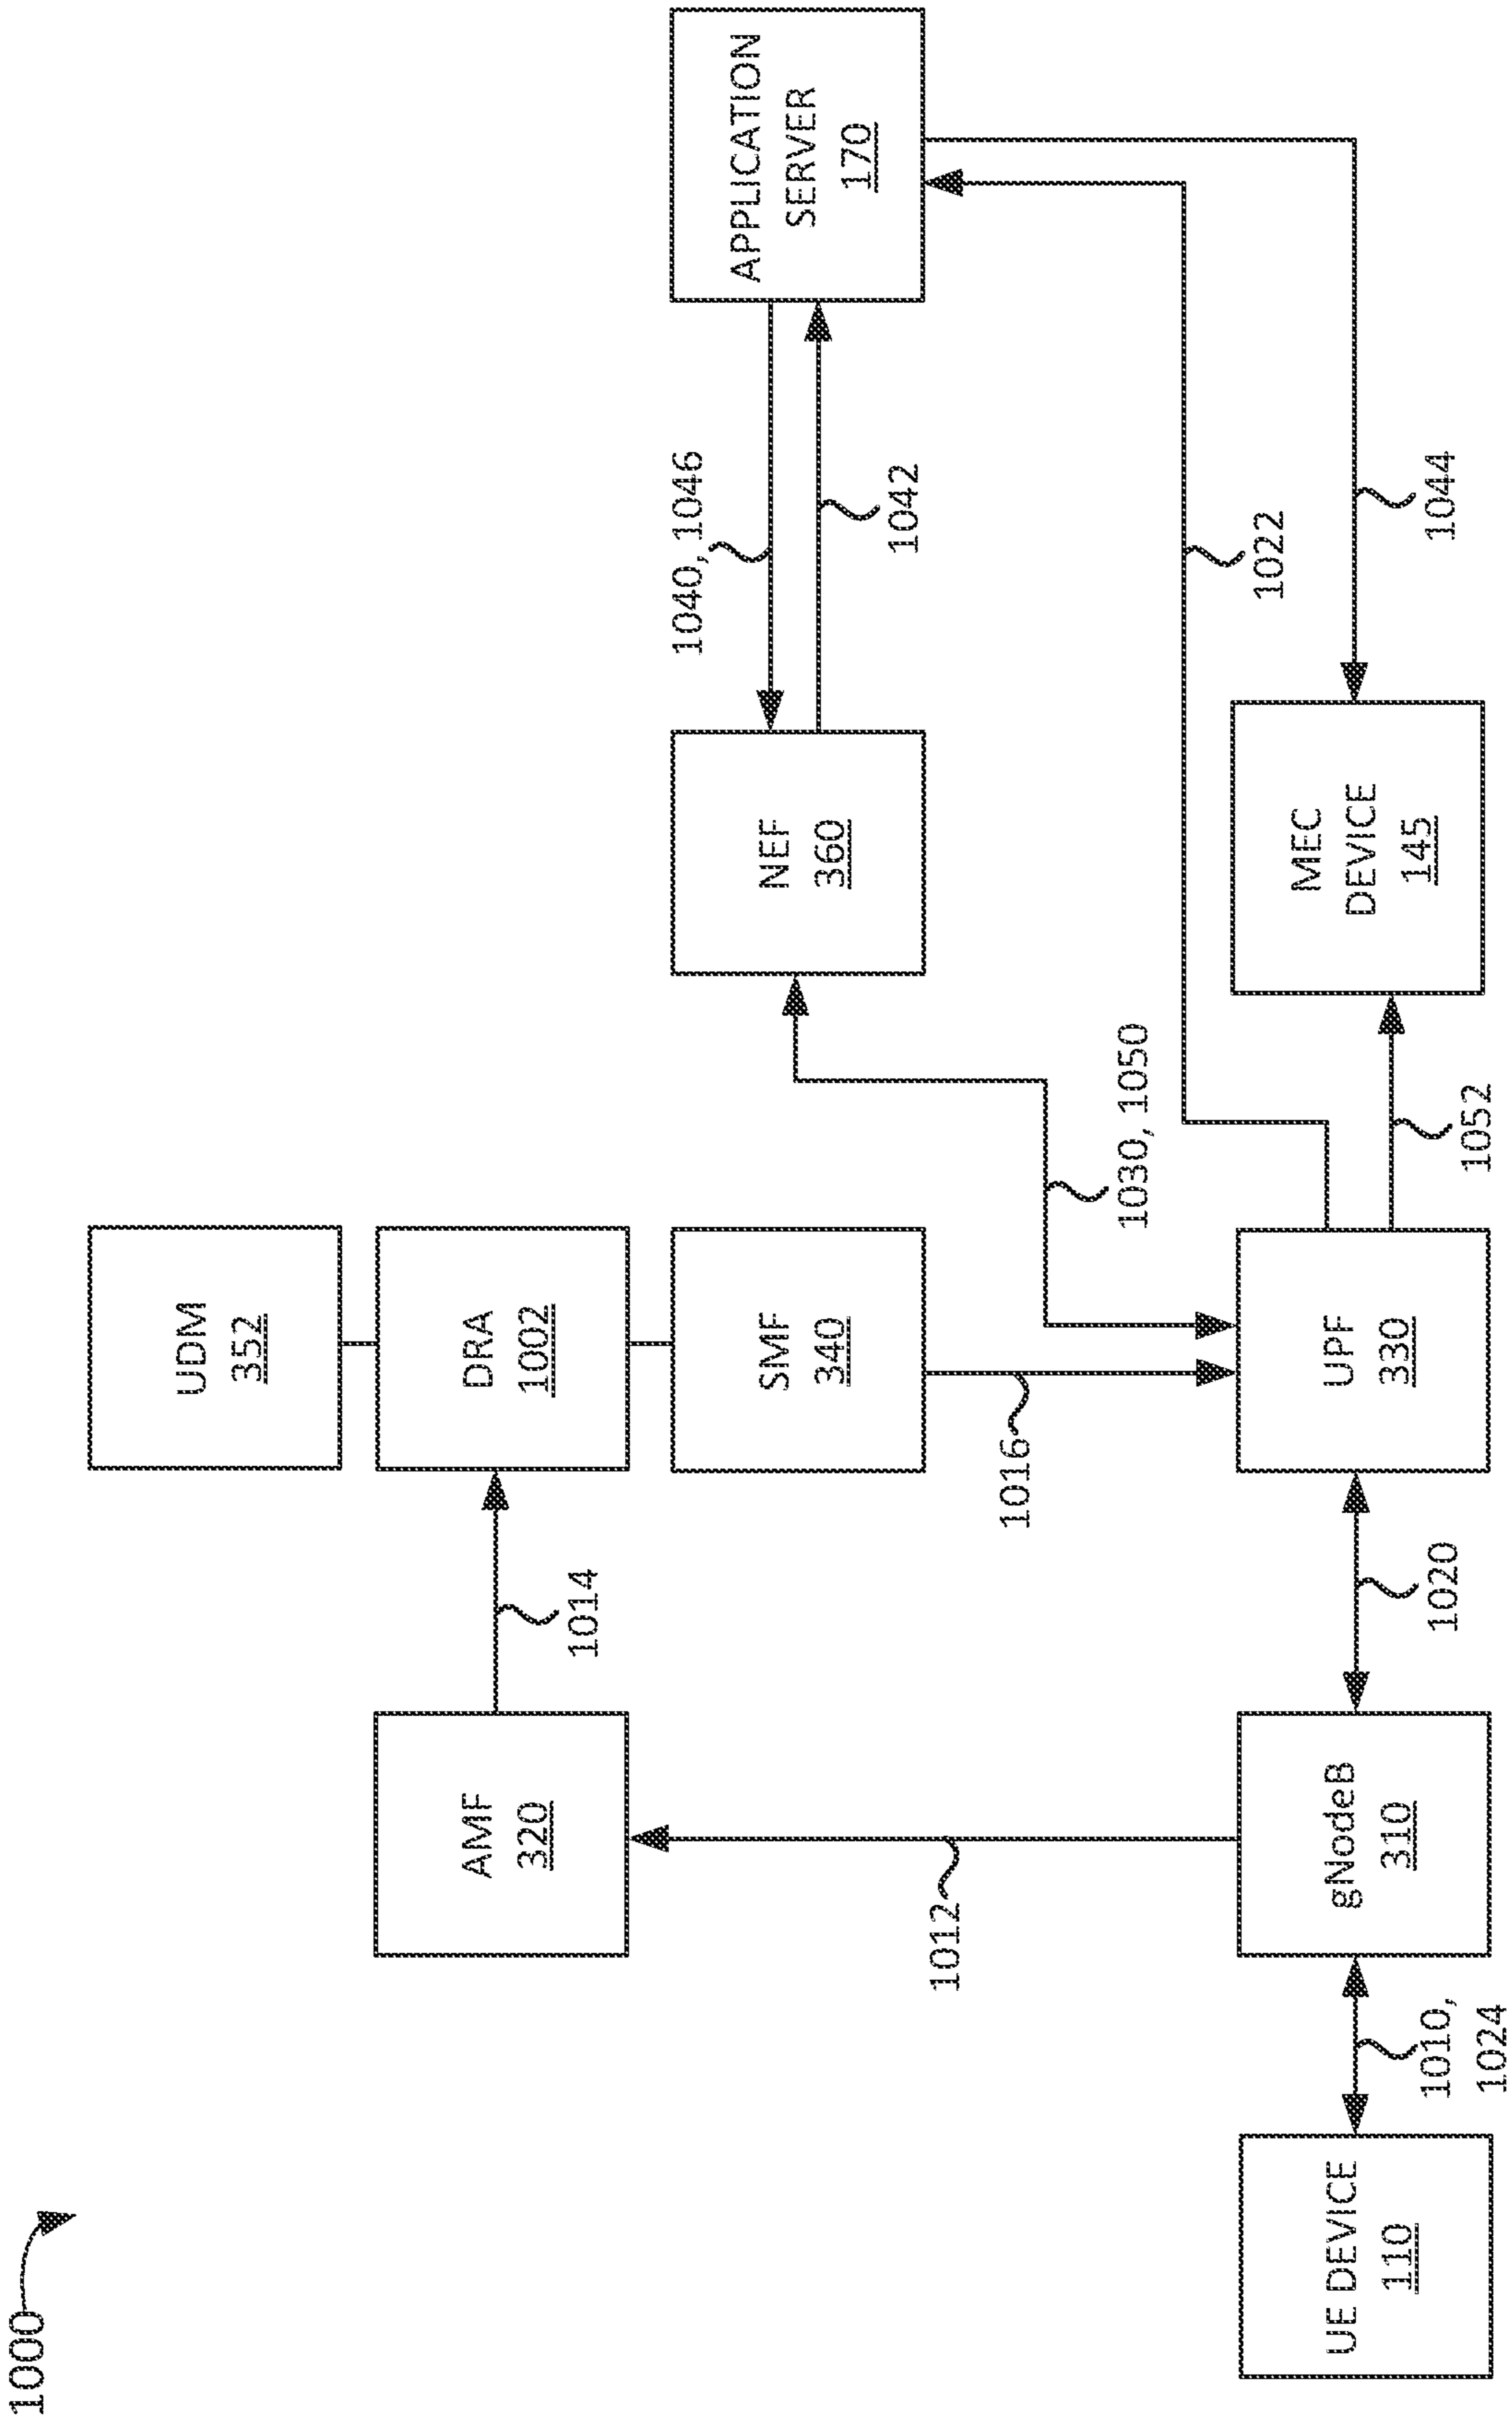 1000
UDM
352
DRA
1002
AMF
320
1014
SMF
340
NEF
360
APPLICATION
SERVER
170
1040, 1046
1042
1012
1016
1030, 1050
1022
UE DEVICE
110
1010,
1024
gNodeB
310
1020
UPF
330
1052
MEC
DEVICE
145
1044